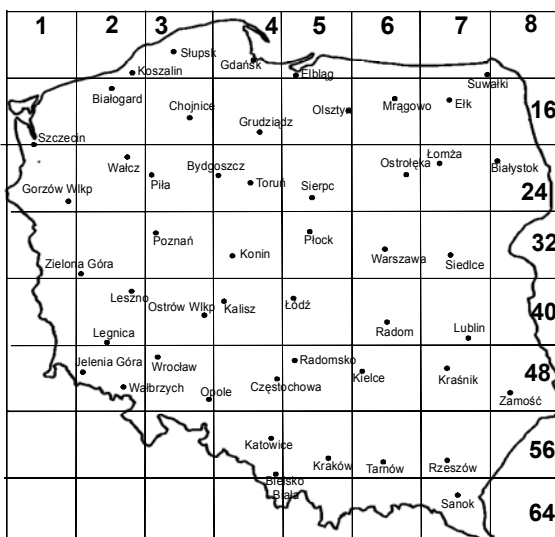 1 2 3 4 5 6 7 8
Słupsk
Gdańsk
Koszalin
Elbląg
Suwałki
Białogard
Chojnice
Grudziądz
Olsztyn
Mrągowo
Ełk
16
Szczecin
Wałcz
Piła
Bydgoszcz
Toruń
Sierpc
Ostrołęka
Łomża
Białystok
Gorzów Wlkp
24
Poznań
Konin
Płock
Warszawa
Siedlce
32
Zielona Góra
Leszno
Ostrów Wlkp
Kalisz
Łódź
Radom
Lublin
40
Legnica
Jelenia Góra
Wrocław
Wałbrzych
Opole
Radomsko
Częstochowa
Kielce
Kraśnik
48
Zamość
Katowice
Kraków
Tarnów
Rzeszów
56
Bielsko
Biała
Sanok
64